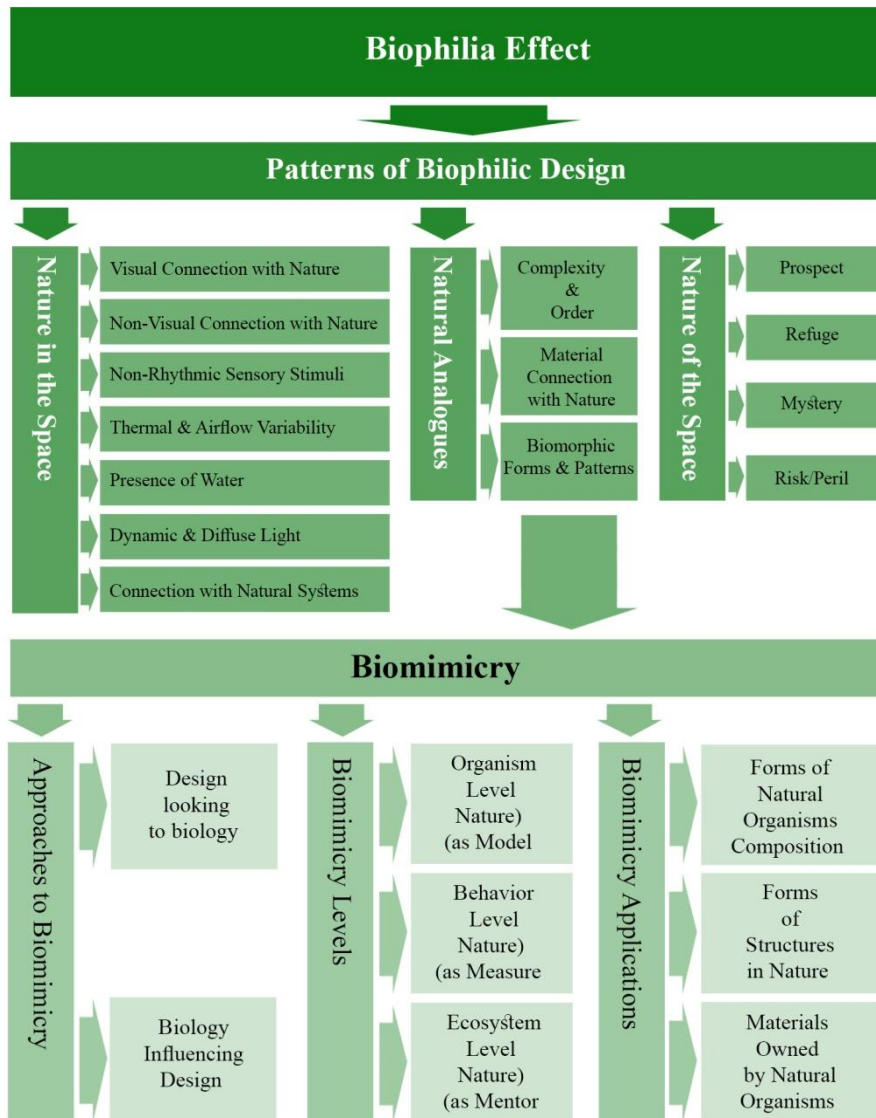 Biophilia Effect
Patterns of Biophilic Design
Nature in the Space
Visual Connection with Nature
Non-Visual Connection with Nature
Non-Rhythmic Sensory Stimuli
Thermal & Airflow Variability
Presence of Water
Dynamic & Diffuse Light
Connection with Natural Systems
Natural Analogues
Complexity
&
Order
Material
Connection
with Nature
Biomorphic
Forms & Patterns
Nature of the Space
Prospect
Refuge
Mystery
Risk/Peril
Biomimicry
Approaches to Biomimicry
Design
looking
to biology
Biology
Influencing
Design
Biomimicry Levels
Organism
Level
Nature)
(as Model
Behavior
Level
Nature)
(as Measure
Ecosystem
Level
Nature)
(as Mentor
Biomimicry Applications
Forms of
Natural
Organisms
Composition
Forms
of
Structures
in Nature
Materials
Owned
by Natural
Organisms